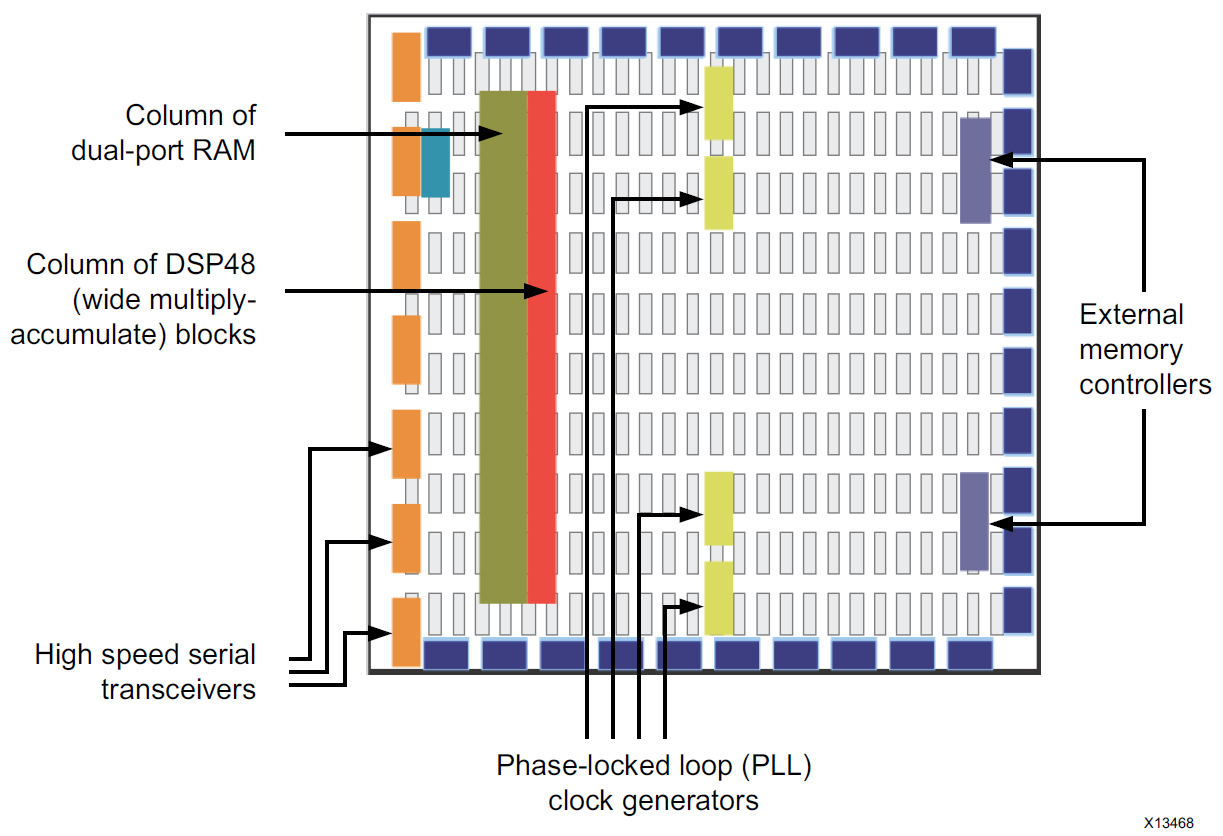 Column of
dual-port RAM
Column of DSP48
(wide multiply-
accumulate) blocks
External
memory
controllers
High speed serial
transceivers
Phase-locked loop (PLL)
clock generators
X13468